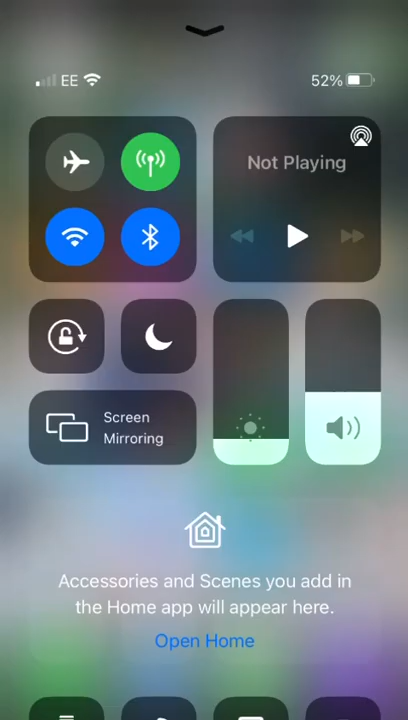 EE
52%
Not Playing
Screen
Mirroring
Accessories and Scenes you add in
the Home app will appear here.
Open Home